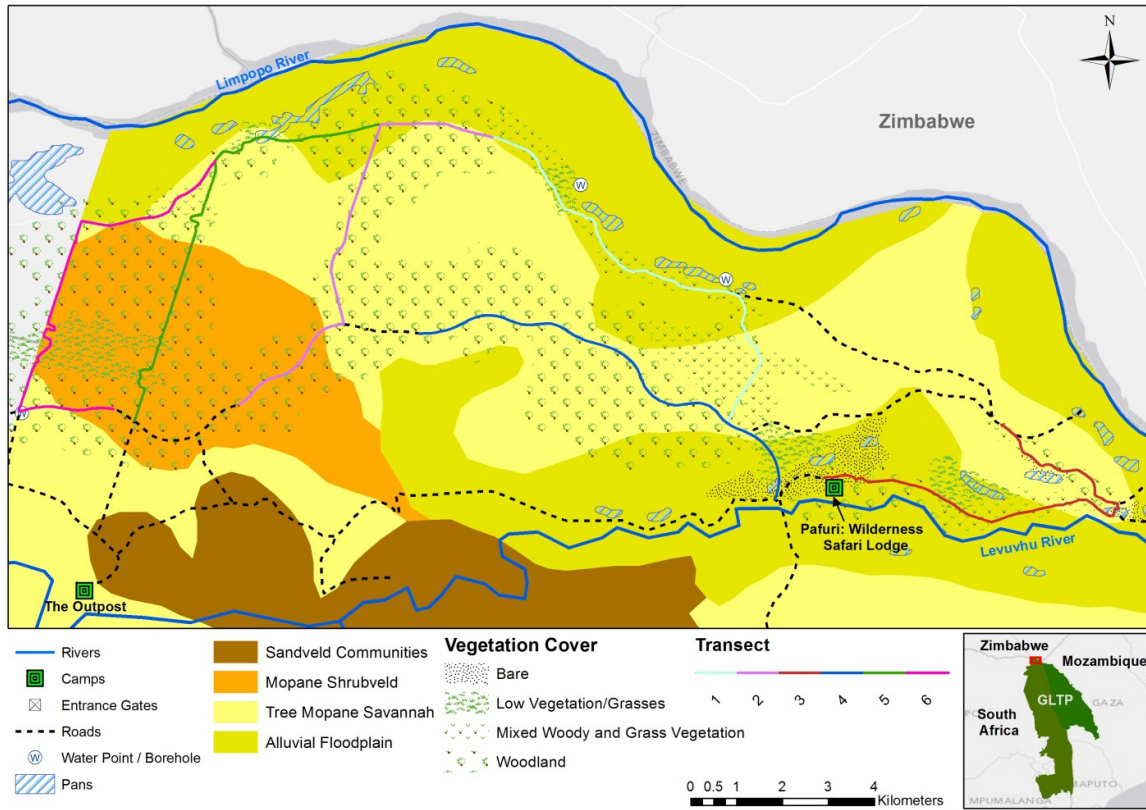 N
Limpopo River
Zimbabwe
ZIMBABWE
W
W
W
Pafuri: Wilderness
Safari Lodge
Levuvhu River
The Outpost
Rivers
Camps
Entrance Gates
Roads
W
Water Point / Borehole
Pans
Sandveld Communities
Mopane Shrubveld
Tree Mopane Savannah
Alluvial Floodplain
Vegetation Cover
Bare
Low Vegetation/Grasses
Mixed Woody and Grass Vegetation
Woodland
Transect
1 2 3 4 5 6
0 0.5 1 2 3 4
Kilometers
Zimbabwe
Mozambique
GLTP
GAZA
South
Africa
MAPUTO
MPUMALANGA